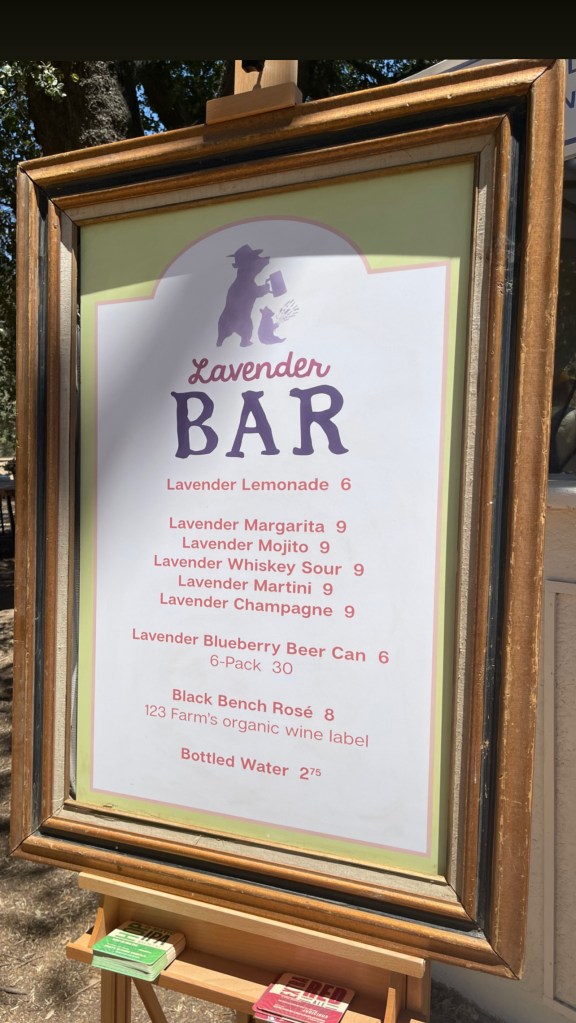 Lavender
BAR
Lavender Lemonade 6
Lavender Margarita 9
Lavender Mojito 9
Lavender Whiskey Sour 9
Lavender Martini 9
Lavender Champagne 9
Lavender Blueberry Beer Can 6
6-Pack 30
Black Bench Rosé 8
123 Farm's organic wine label
Bottled Water 2⁷⁵
IPA
RED